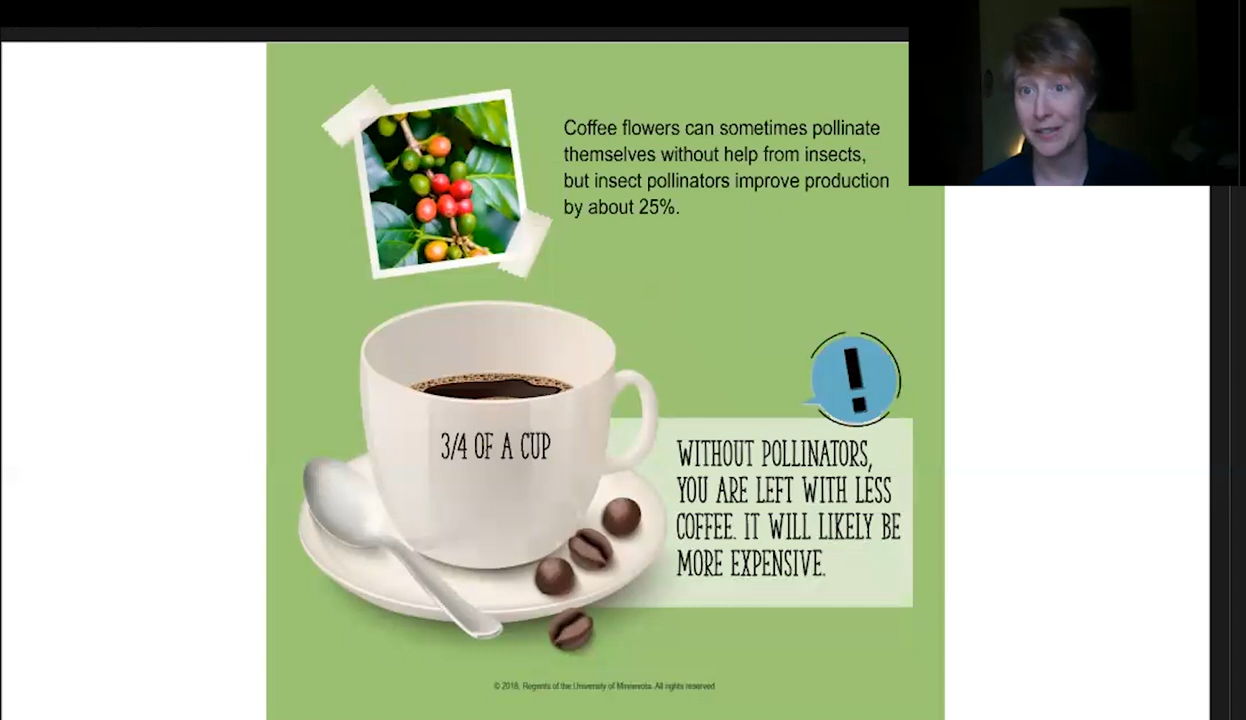 Coffee flowers can sometimes pollinate
themselves without help from insects,
but insect pollinators improve production
by about 25%.
!
3/4 OF A CUP
WITHOUT POLLINATORS,
YOU ARE LEFT WITH LESS
COFFEE. IT WILL LIKELY BE
MORE EXPENSIVE.
© 2018, Regents of the University of Minnesota. All rights reserved